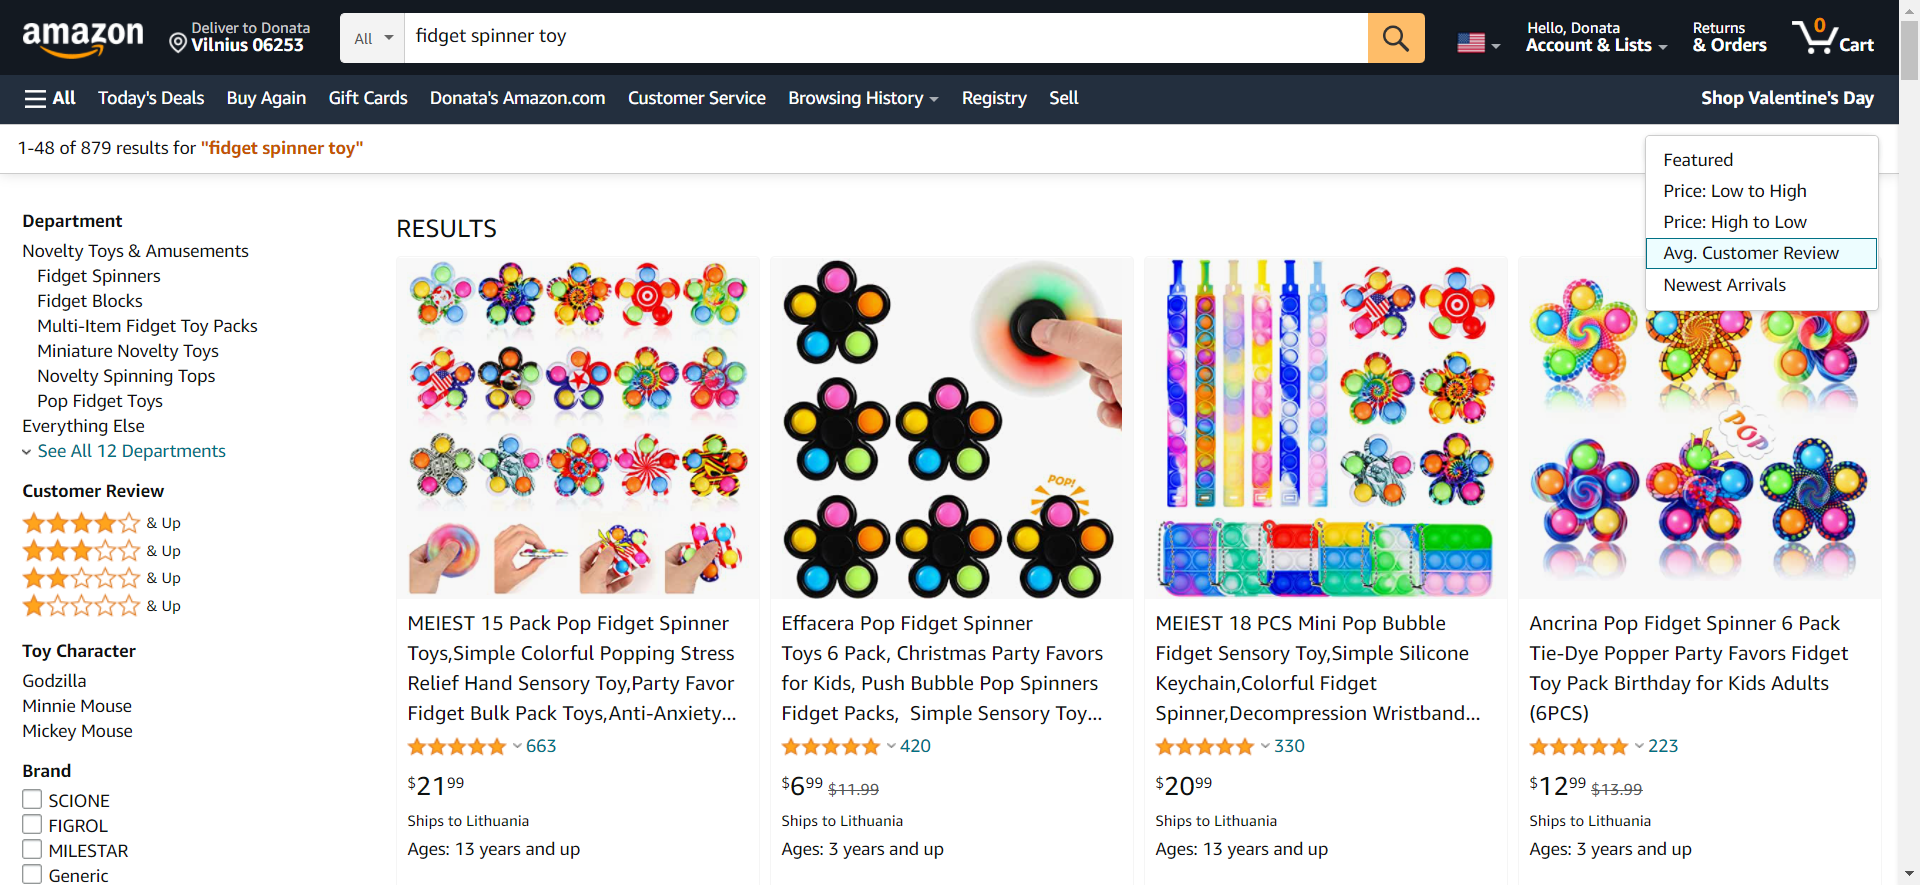 amazon
Deliver to Donata
Vilnius 06253
All
fidget spinner toy
Hello, Donata
Account & Lists
Returns
& Orders
0
Cart
All
Today's Deals
Buy Again
Gift Cards
Donata's Amazon.com
Customer Service
Browsing History
Registry
Sell
Shop Valentine's Day
1-48 of 879 results for "fidget spinner toy"
Featured
Price: Low to High
Price: High to Low
Avg. Customer Review
Newest Arrivals
Department
Novelty Toys & Amusements
Fidget Spinners
Fidget Blocks
Multi-Item Fidget Toy Packs
Miniature Novelty Toys
Novelty Spinning Tops
Pop Fidget Toys
Everything Else
See All 12 Departments
Customer Review
& Up
& Up
& Up
& Up
Toy Character
Godzilla
Minnie Mouse
Mickey Mouse
Brand
SCIONE
FIGROL
MILESTAR
Generic
RESULTS
MEIEST 15 Pack Pop Fidget Spinner
Toys,Simple Colorful Popping Stress
Relief Hand Sensory Toy,Party Favor
Fidget Bulk Pack Toys,Anti-Anxiety...
663
$2199
Ships to Lithuania
Ages: 13 years and up
POP!
Effacera Pop Fidget Spinner
Toys 6 Pack, Christmas Party Favors
for Kids, Push Bubble Pop Spinners
Fidget Packs, Simple Sensory Toy...
420
$699 $11.99
Ships to Lithuania
Ages: 3 years and up
MEIEST 18 PCS Mini Pop Bubble
Fidget Sensory Toy,Simple Silicone
Keychain,Colorful Fidget
Spinner,Decompression Wristband...
330
$2099
Ships to Lithuania
Ages: 13 years and up
POP
Ancrina Pop Fidget Spinner 6 Pack
Tie-Dye Popper Party Favors Fidget
Toy Pack Birthday for Kids Adults
(6PCS)
223
$1299 $13.99
Ships to Lithuania
Ages: 3 years and up